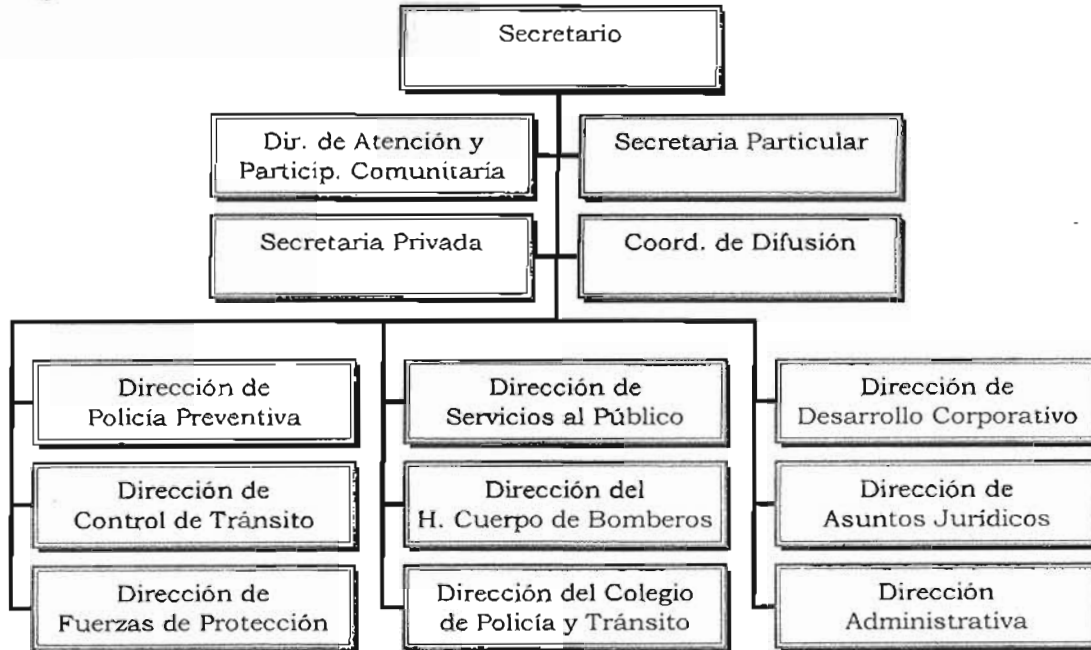 Secretario
Dir. de Atención y
Particip. Comunitaría
Secretaria Particular
Secretaria Privada
Coord. de Difusión
Dirección de
Policía Preventiva
Dirección de
Servicios al Público
Dirección de
Desarrollo Corporativo
Dirección de
Control de Tránsito
Dirección del
H. Cuerpo de Bomberos
Dirección de
Asuntos Jurídicos
Dirección de
Fuerzas de Protección
Dirección del Colegio
de Policía y Tránsito
Dirección
Administrativa